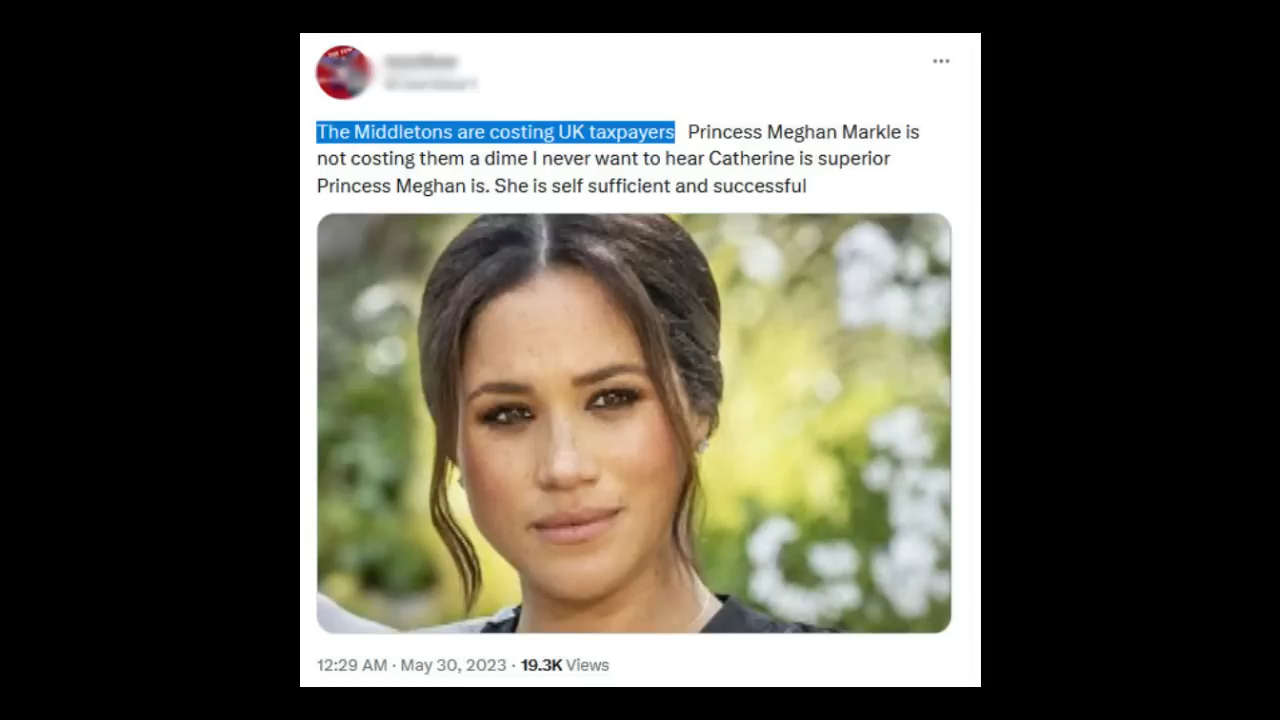 The Middletons are costing UK taxpayers Princess Meghan Markle is
not costing them a dime I never want to hear Catherine is superior
Princess Meghan is. She is self sufficient and successful
12:29 AM · May 30, 2023 · 19.3K Views